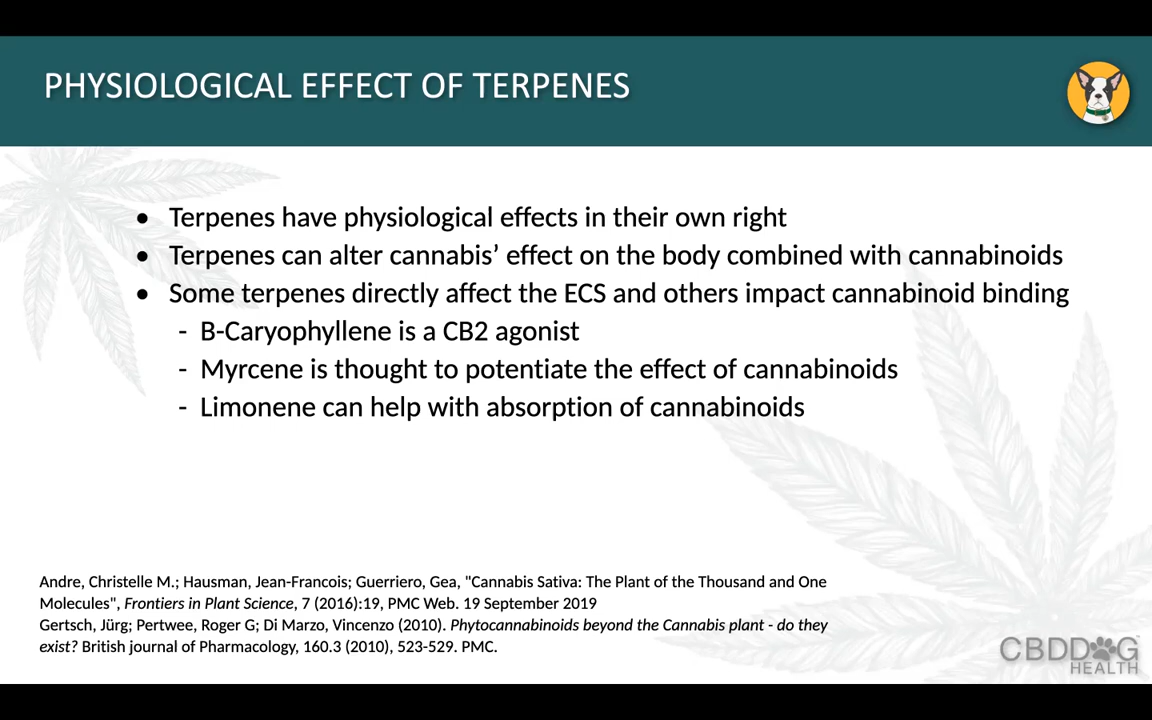 PHYSIOLOGICAL EFFECT OF TERPENES
• Terpenes have physiological effects in their own right
• Terpenes can alter cannabis’ effect on the body combined with cannabinoids
• Some terpenes directly affect the ECS and others impact cannabinoid binding
- B-Caryophyllene is a CB2 agonist
- Myrcene is thought to potentiate the effect of cannabinoids
- Limonene can help with absorption of cannabinoids
Andre, Christelle M.; Hausman, Jean-Francois; Guerriero, Gea, "Cannabis Sativa: The Plant of the Thousand and One
Molecules", Frontiers in Plant Science, 7 (2016):19, PMC Web. 19 September 2019
Gertsch, Jürg; Pertwee, Roger G; Di Marzo, Vincenzo (2010). Phytocannabinoids beyond the Cannabis plant - do they
exist? British journal of Pharmacology, 160.3 (2010), 523-529. PMC.
CBDDOG
HEALTH